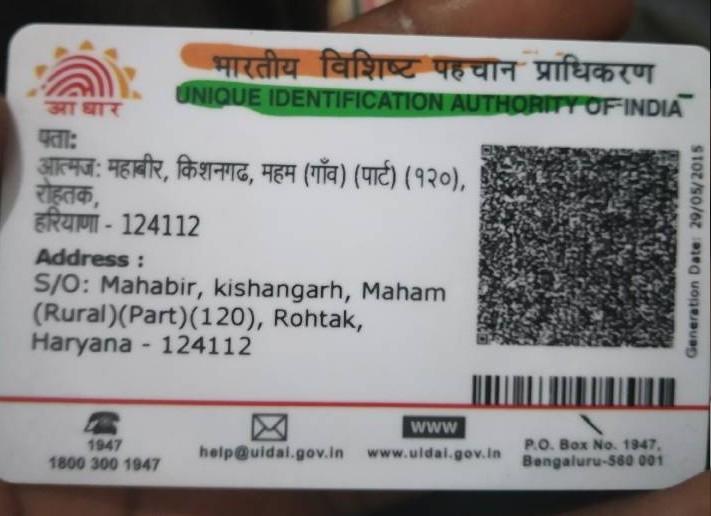 भारतीय विशिष्ट पहचान प्राधिकरण
UNIQUE IDENTIFICATION AUTHORITY OF INDIA
आधार
पता:
आत्मज: महाबीर, किशनगढ, महम (गाँव) (पार्ट) (१२०),
रोहतक,
हरियाणा - 124112
Address :
S/O: Mahabir, kishangarh, Maham
(Rural)(Part)(120), Rohtak,
Haryana - 124112
Generation Date: 29/05/2015
1947
1800 300 1947
help@uidai.gov.in
WWW
www.uidai.gov.in
P.O. Box No. 1947,
Bengaluru-560 001